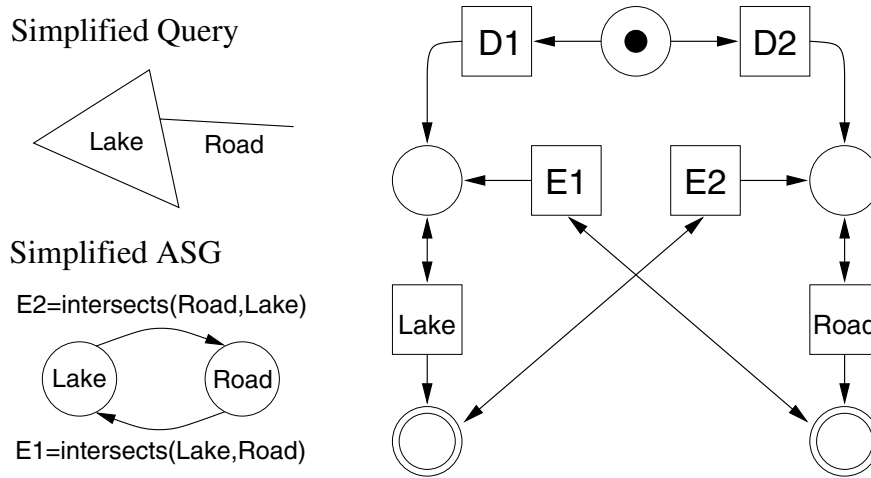 Simplified Query
Lake
Road
Simplified ASG
E2=intersects(Road,Lake)
Lake
Road
E1=intersects(Lake,Road)
D1
D2
E1
E2
Lake
Road